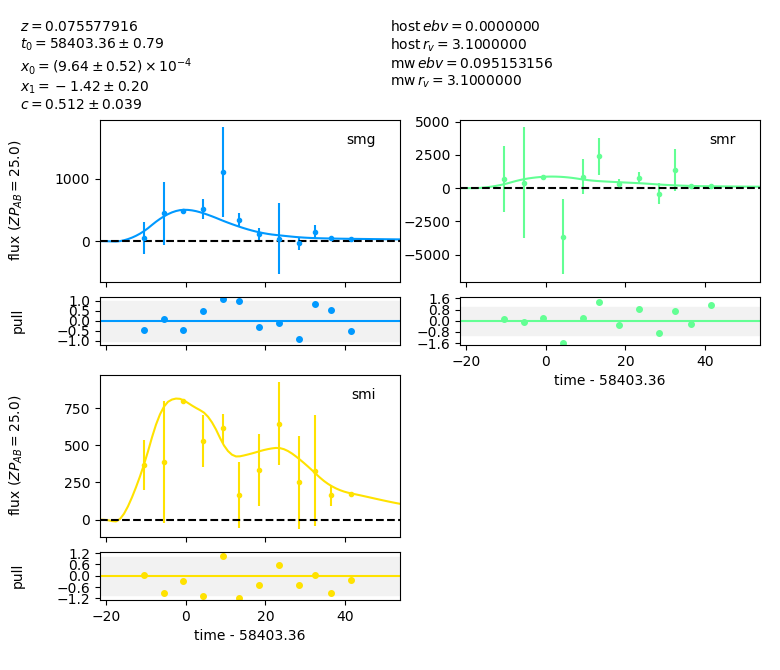 z = 0.075577916
t₀ = 58403.36 ± 0.79
x₀ = (9.64 ± 0.52) × 10⁻⁴
x₁ = −1.42 ± 0.20
c = 0.512 ± 0.039
host ebv = 0.0000000
host r_v = 3.1000000
mw ebv = 0.095153156
mw r_v = 3.1000000
smg
flux (ZP_AB = 25.0)
1000
0
pull
1.0
0.5
0.0
−0.5
−1.0
smr
5000
2500
0
−2500
−5000
1.6
0.8
0.0
−0.8
−1.6
−20 0 20 40
time - 58403.36
smi
flux (ZP_AB = 25.0)
750
500
250
0
pull
1.2
0.6
0.0
−0.6
−1.2
−20 0 20 40
time - 58403.36